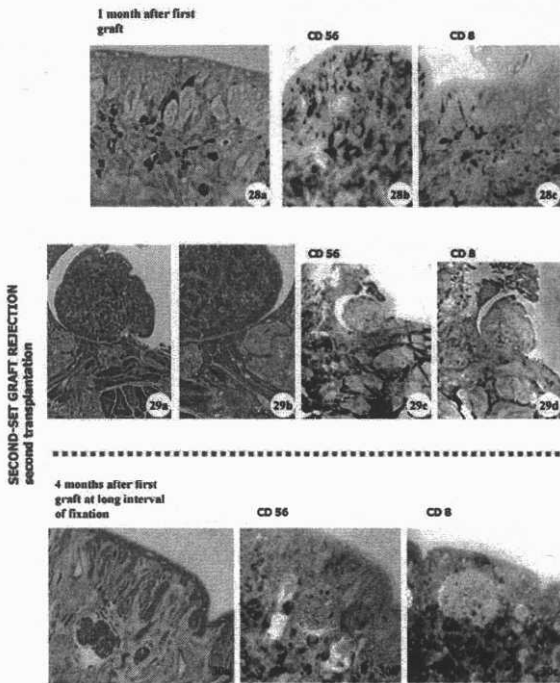 1 month after first
graft
CD 56
CD 8
28a
28b
28c
CD 56
CD 8
29a
29b
29c
29d
SECOND-SET GRAFT REJECTION
second transplantation
4 months after first
graft at long interval
of fixation
CD 56
CD 8